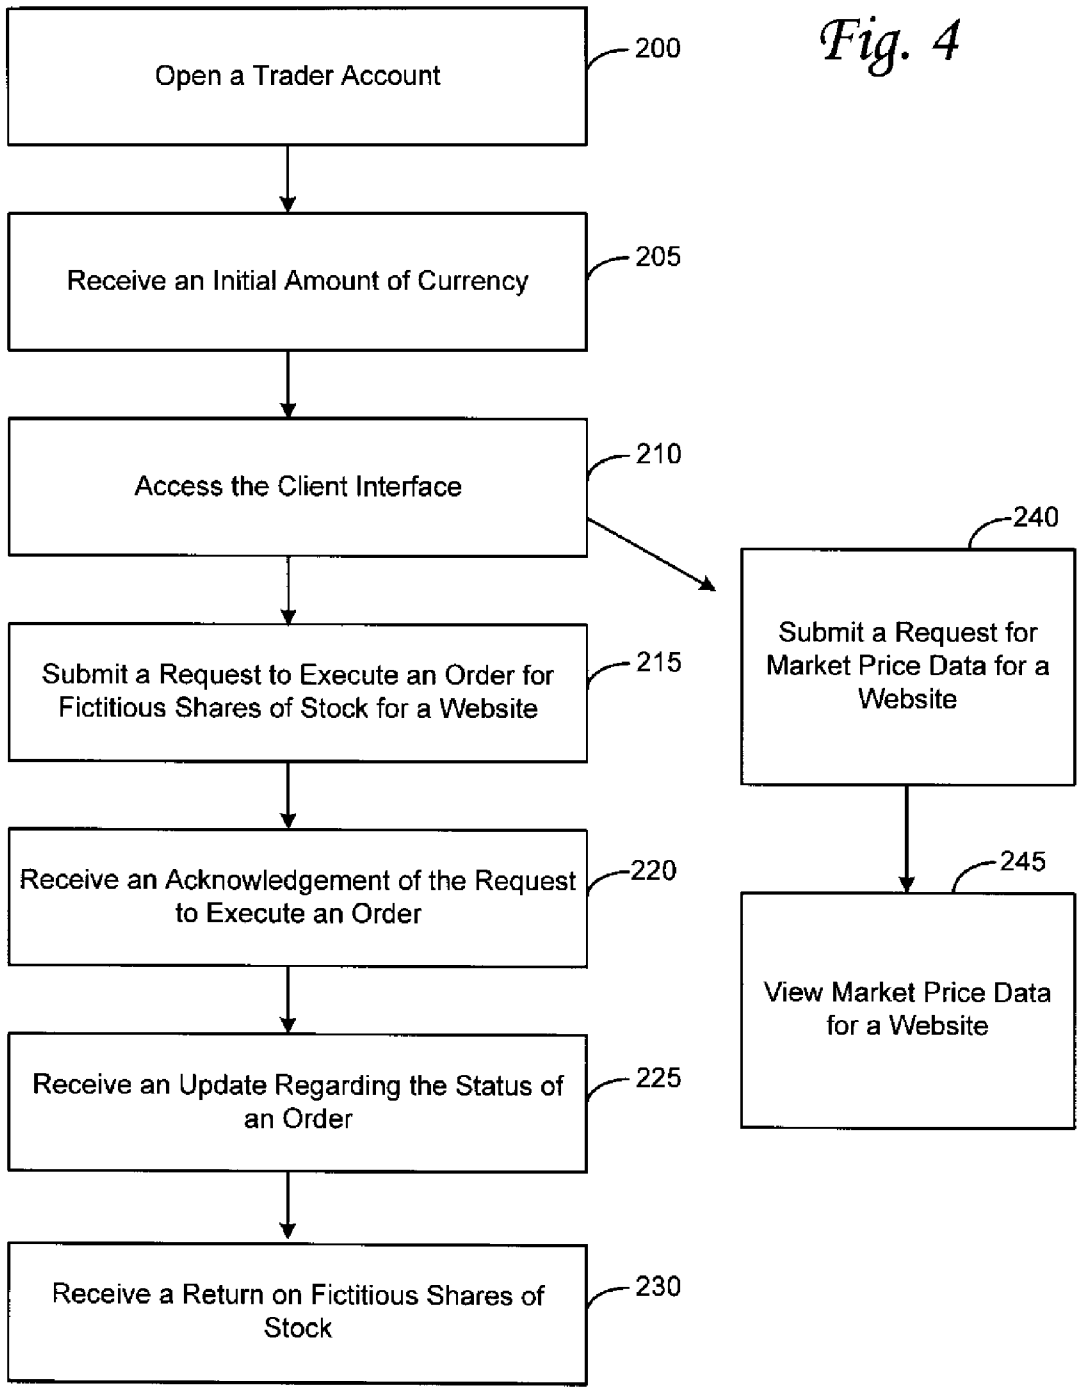 Fig. 4
200
Open a Trader Account
205
Receive an Initial Amount of Currency
210
Access the Client Interface
240
Submit a Request for
Market Price Data for a
Website
215
Submit a Request to Execute an Order for
Fictitious Shares of Stock for a Website
220
Receive an Acknowledgement of the Request
to Execute an Order
245
View Market Price Data
for a Website
225
Receive an Update Regarding the Status of
an Order
230
Receive a Return on Fictitious Shares of
Stock